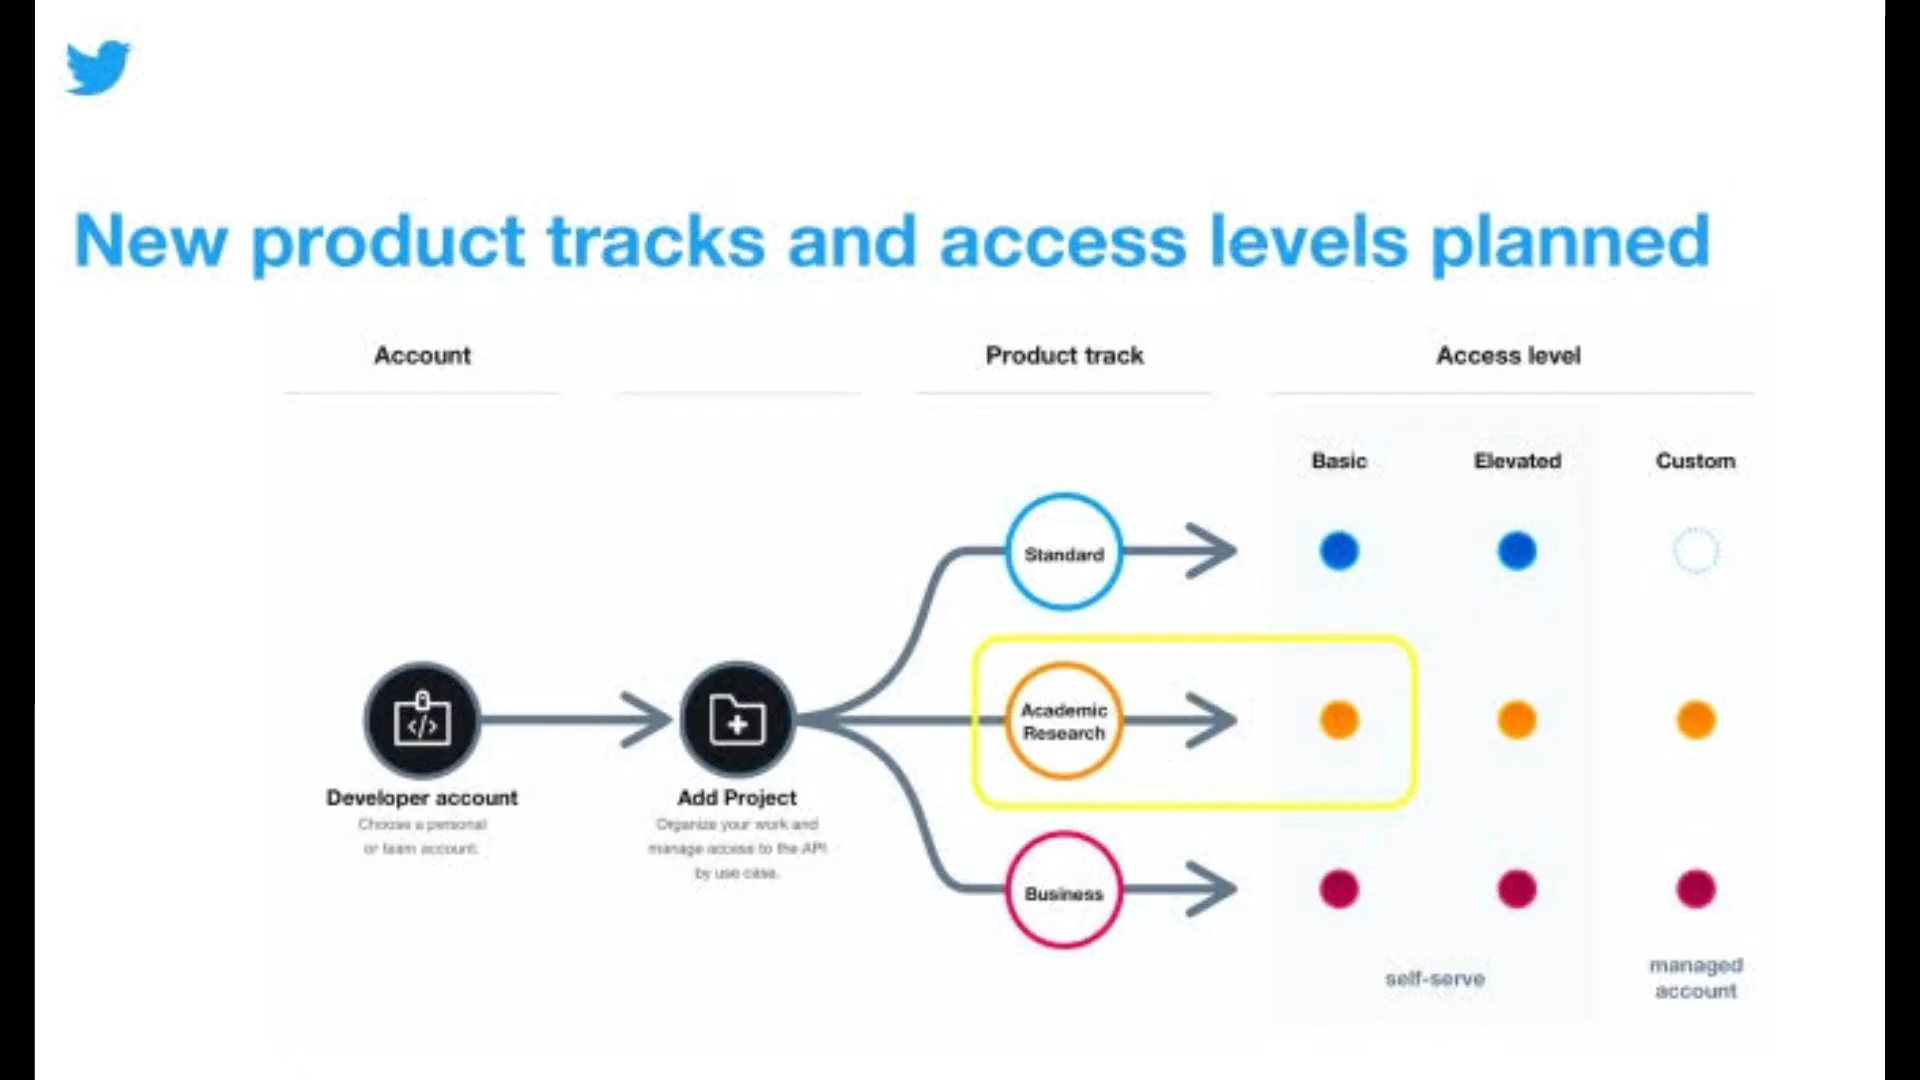 New product tracks and access levels planned
Account
Product track
Access level
Basic
Elevated
Custom
Standard
Academic
Research
Business
Developer account
Choose a personal
or team account.
Add Project
Organize your work and
manage access to the API
by use case.
self-serve
managed
account